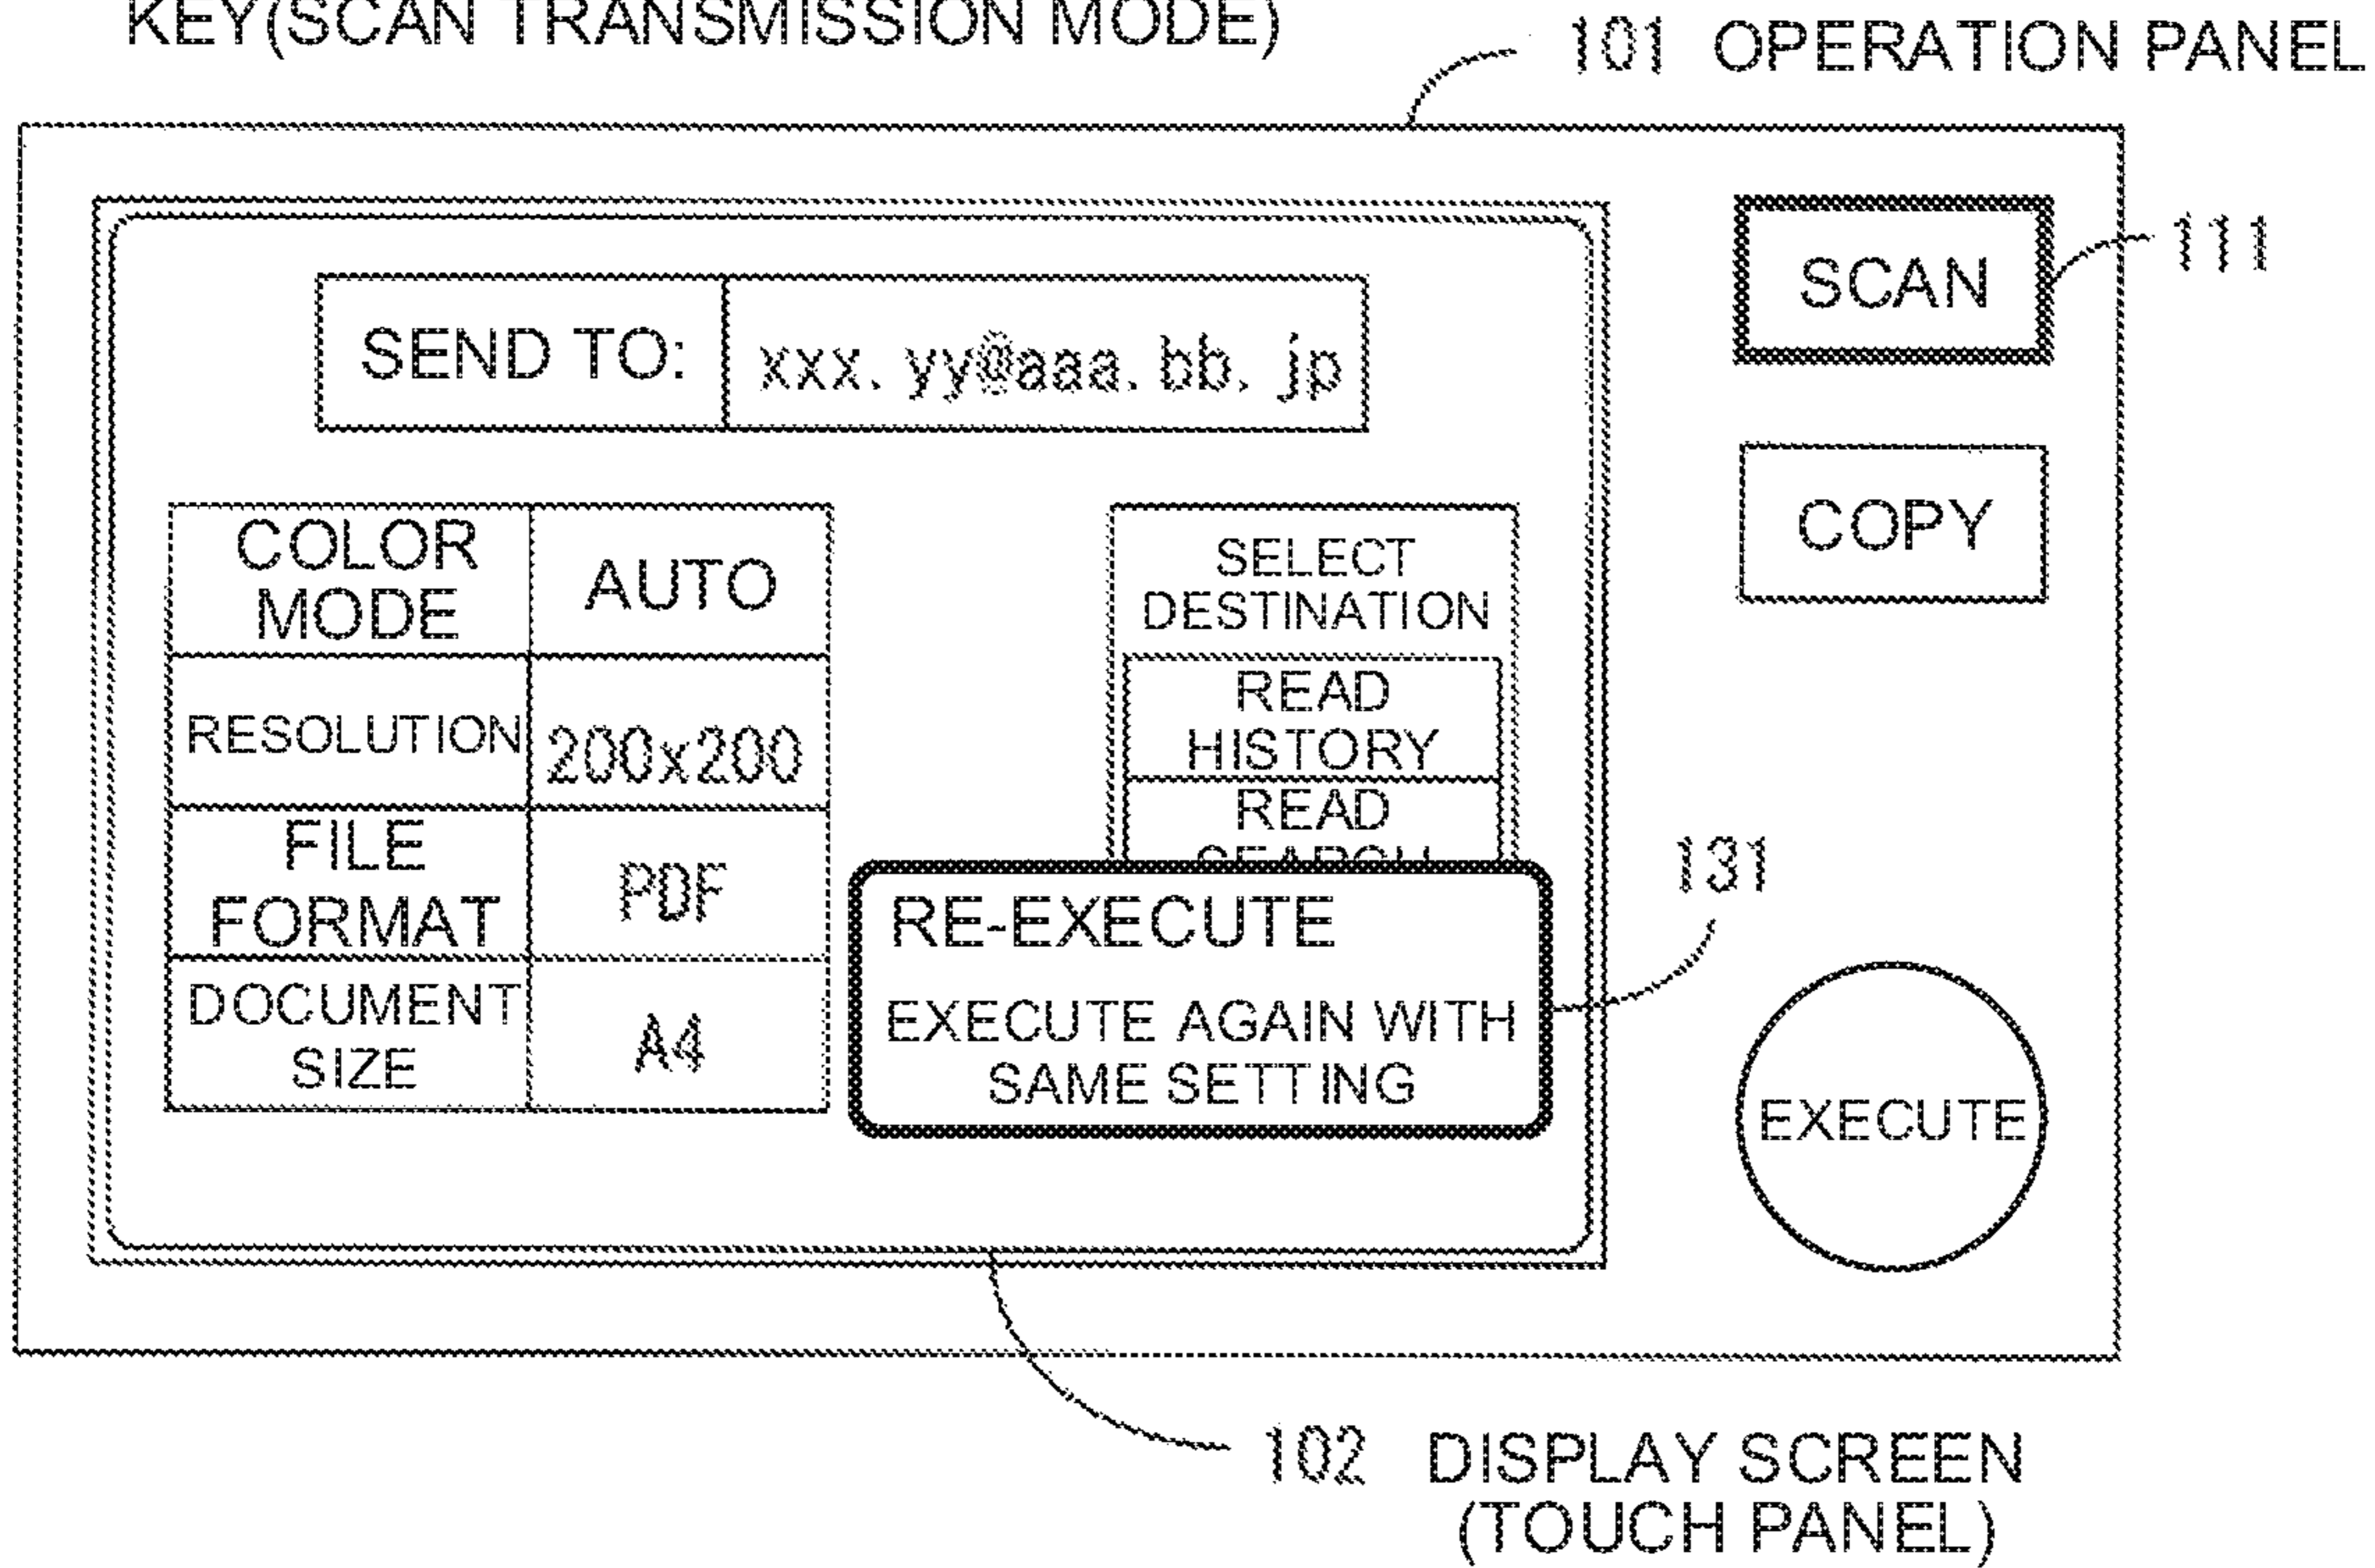 KEY(SCAN TRANSMISSION MODE)
101 OPERATION PANEL
SCAN
111
SEND TO: xxx.yy@aaa.bb.jp
COPY
COLOR
MODE
AUTO
RESOLUTION
200x200
FILE
FORMAT
PDF
DOCUMENT
SIZE
A4
SELECT
DESTINATION
READ
HISTORY
READ
SEARCH
131
RE-EXECUTE
EXECUTE AGAIN WITH
SAME SETTING
EXECUTE
102 DISPLAY SCREEN
(TOUCH PANEL)